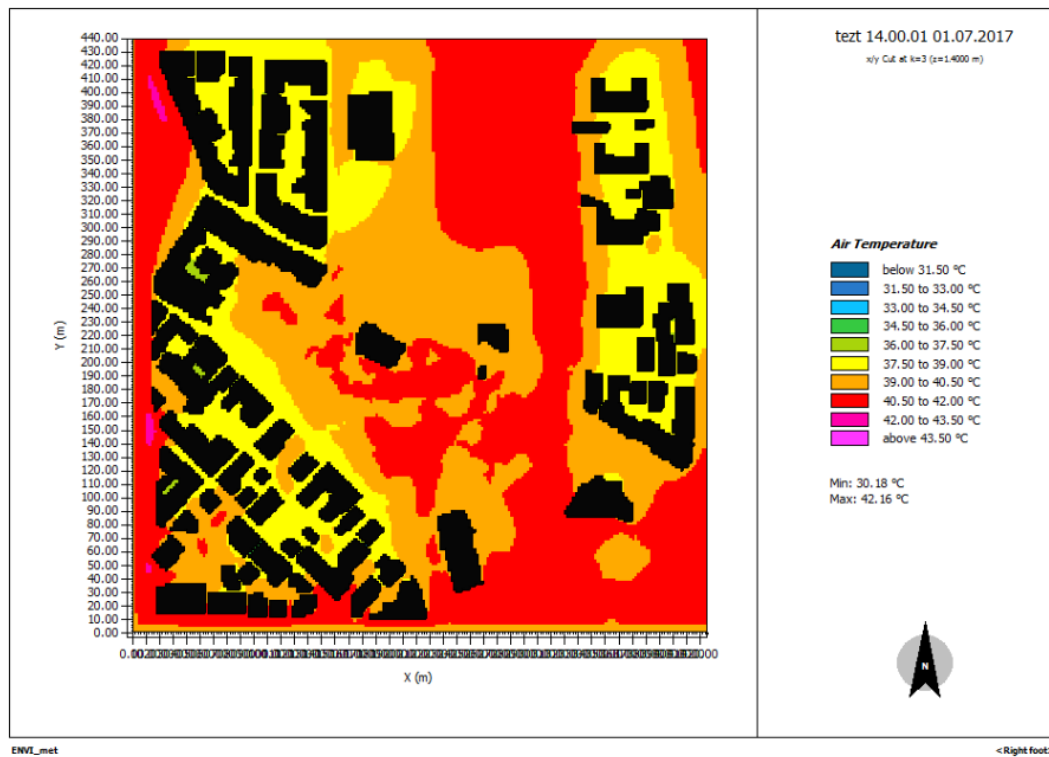 tezt 14.00.01 01.07.2017
x/y Cut at k=3 (z=1.4000 m)
440.00
430.00
420.00
410.00
400.00
390.00
380.00
370.00
360.00
350.00
340.00
330.00
320.00
310.00
300.00
290.00
280.00
270.00
260.00
250.00
240.00
230.00
220.00
210.00
200.00
190.00
180.00
170.00
160.00
150.00
140.00
130.00
120.00
110.00
100.00
90.00
80.00
70.00
60.00
50.00
40.00
30.00
20.00
10.00
0.00
Y (m)
X (m)
Air Temperature
below 31.50 °C
31.50 to 33.00 °C
33.00 to 34.50 °C
34.50 to 36.00 °C
36.00 to 37.50 °C
37.50 to 39.00 °C
39.00 to 40.50 °C
40.50 to 42.00 °C
42.00 to 43.50 °C
above 43.50 °C
Min: 30.18 °C
Max: 42.16 °C
N
ENVI_met
<Right foot